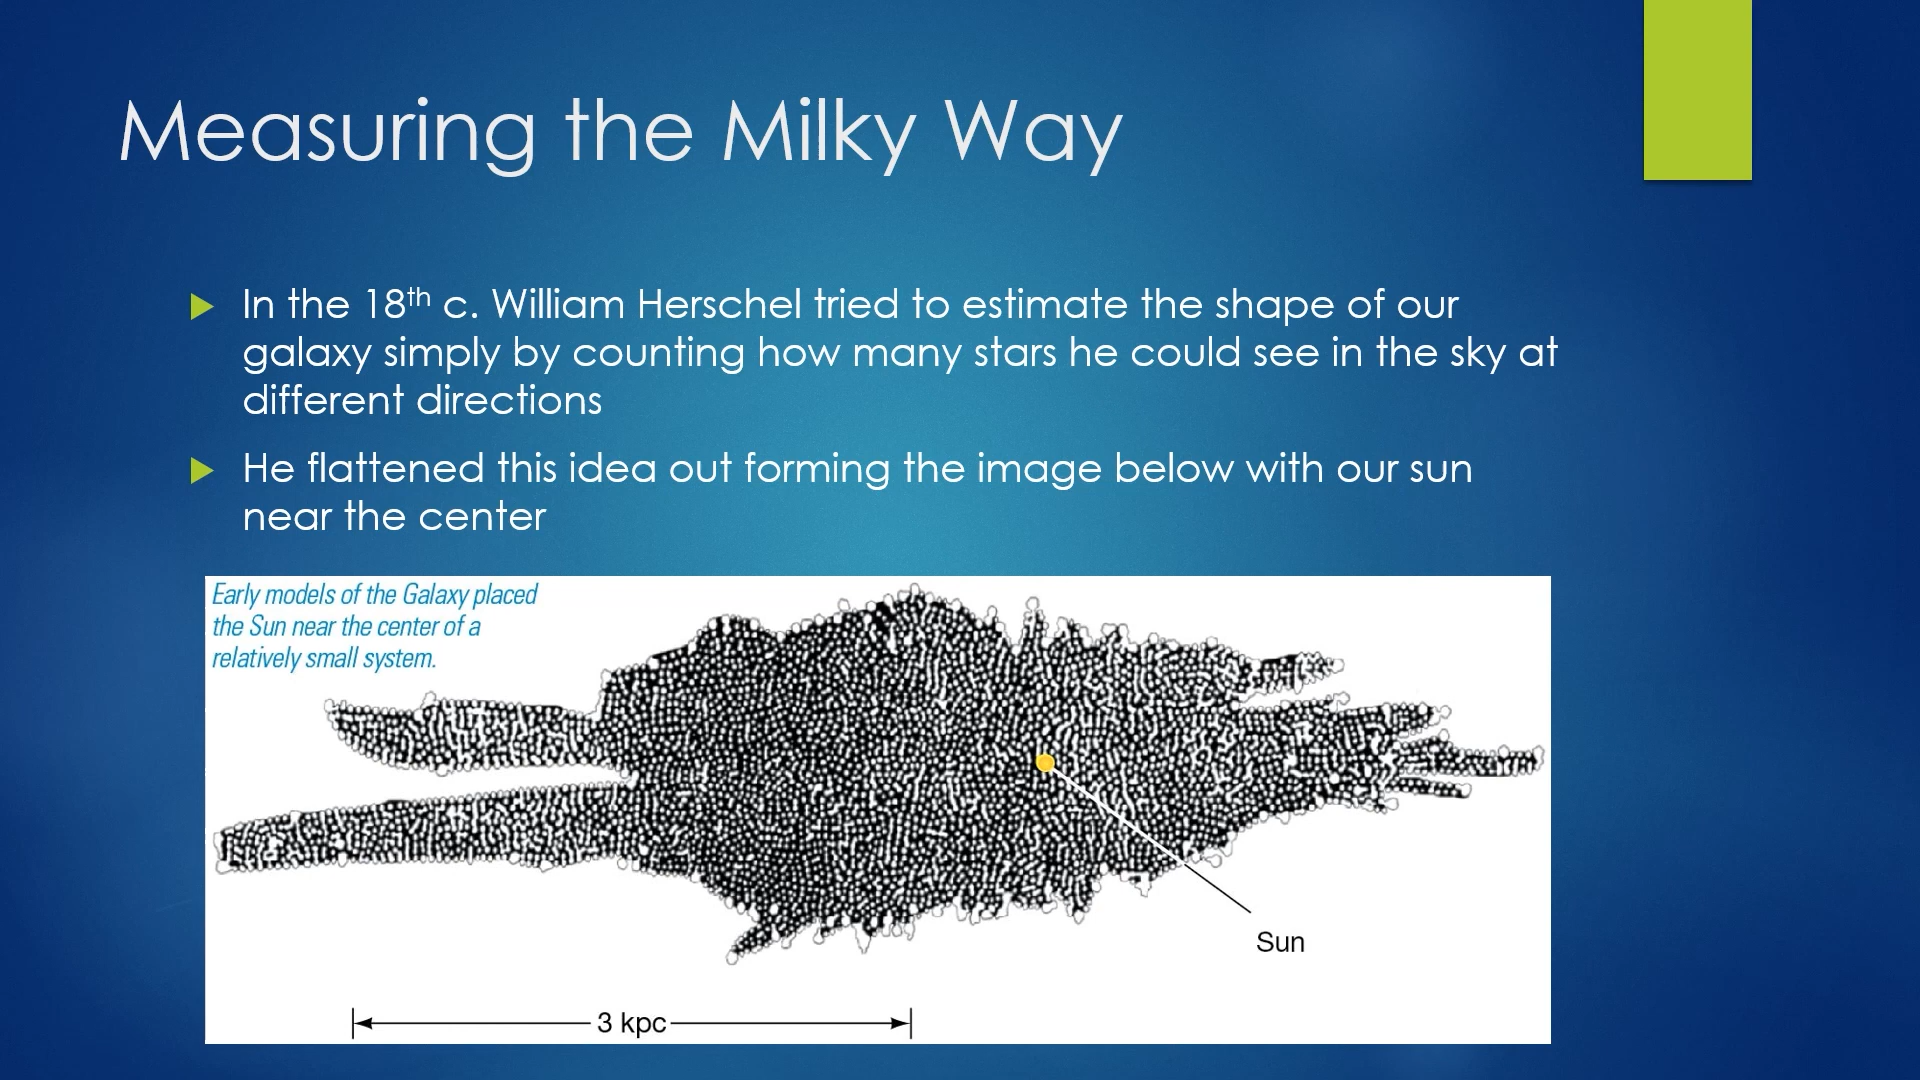 Measuring the Milky Way
In the 18th c. William Herschel tried to estimate the shape of our
galaxy simply by counting how many stars he could see in the sky at
different directions
He flattened this idea out forming the image below with our sun
near the center
Early models of the Galaxy placed
the Sun near the center of a
relatively small system.
Sun
3 kpc